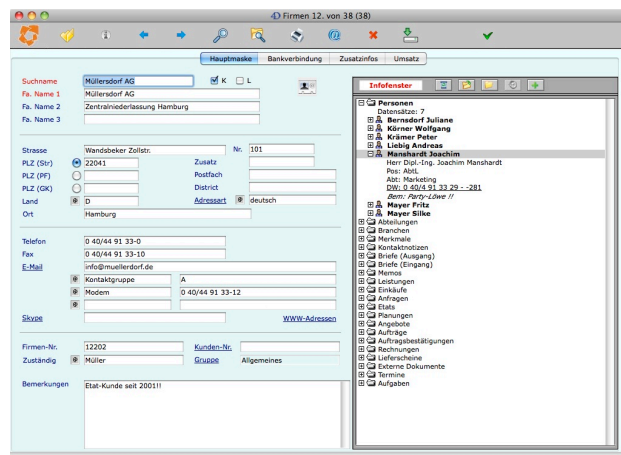 4D Firmen 12. von 38 (38)
Hauptmaske Bankverbindung Zusatzinfos Umsatz
Suchname Müllersdorf AG K L
Fa. Name 1 Müllersdorf AG
Fa. Name 2 Zentralniederlassung Hamburg
Fa. Name 3
Strasse Wandsbeker Zollstr. Nr. 101
PLZ (Str) 22041 Zusatz
PLZ (PF) Postfach
PLZ (GK) District
Land D Adressart deutsch
Ort Hamburg
Telefon 0 40/44 91 33-0
Fax 0 40/44 91 33-10
E-Mail info@muellerdorf.de
Kontaktgruppe A
Modem 0 40/44 91 33-12
Skype WWW-Adressen
Firmen-Nr. 12202 Kunden-Nr.
Zuständig Müller Gruppe Allgemeines
Bemerkungen Etat-Kunde seit 2001!!
Infofenster
Personen
Datensätze: 7
Bernsdorf Juliane
Körner Wolfgang
Krämer Peter
Liebig Andreas
Manshardt Joachim
Herr Dipl.-Ing. Joachim Manshardt
Pos: AbtL
Abt: Marketing
DW: 0 40/4 91 33 29 - -281
Bem: Party-Löwe !!
Mayer Fritz
Mayer Silke
Abteilungen
Branchen
Merkmale
Kontaktnotizen
Briefe (Ausgang)
Briefe (Eingang)
Memos
Leistungen
Einkäufe
Anfragen
Etats
Planungen
Angebote
Aufträge
Auftragsbestätigungen
Rechnungen
Lieferscheine
Externe Dokumente
Termine
Aufgaben